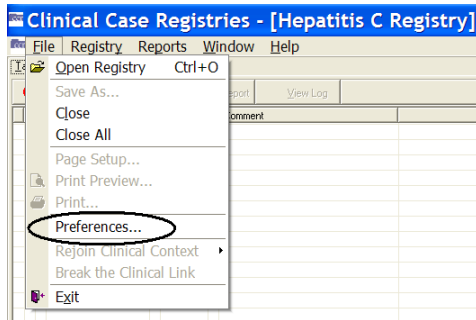 Clinical Case Registries - [Hepatitis C Registry]
File Registry Reports Window Help
Open Registry Ctrl+O
Save As...
Close
Close All
Page Setup...
Print Preview...
Print...
Preferences...
Rejoin Clinical Context
Break the Clinical Link
Exit
View Log
Comment